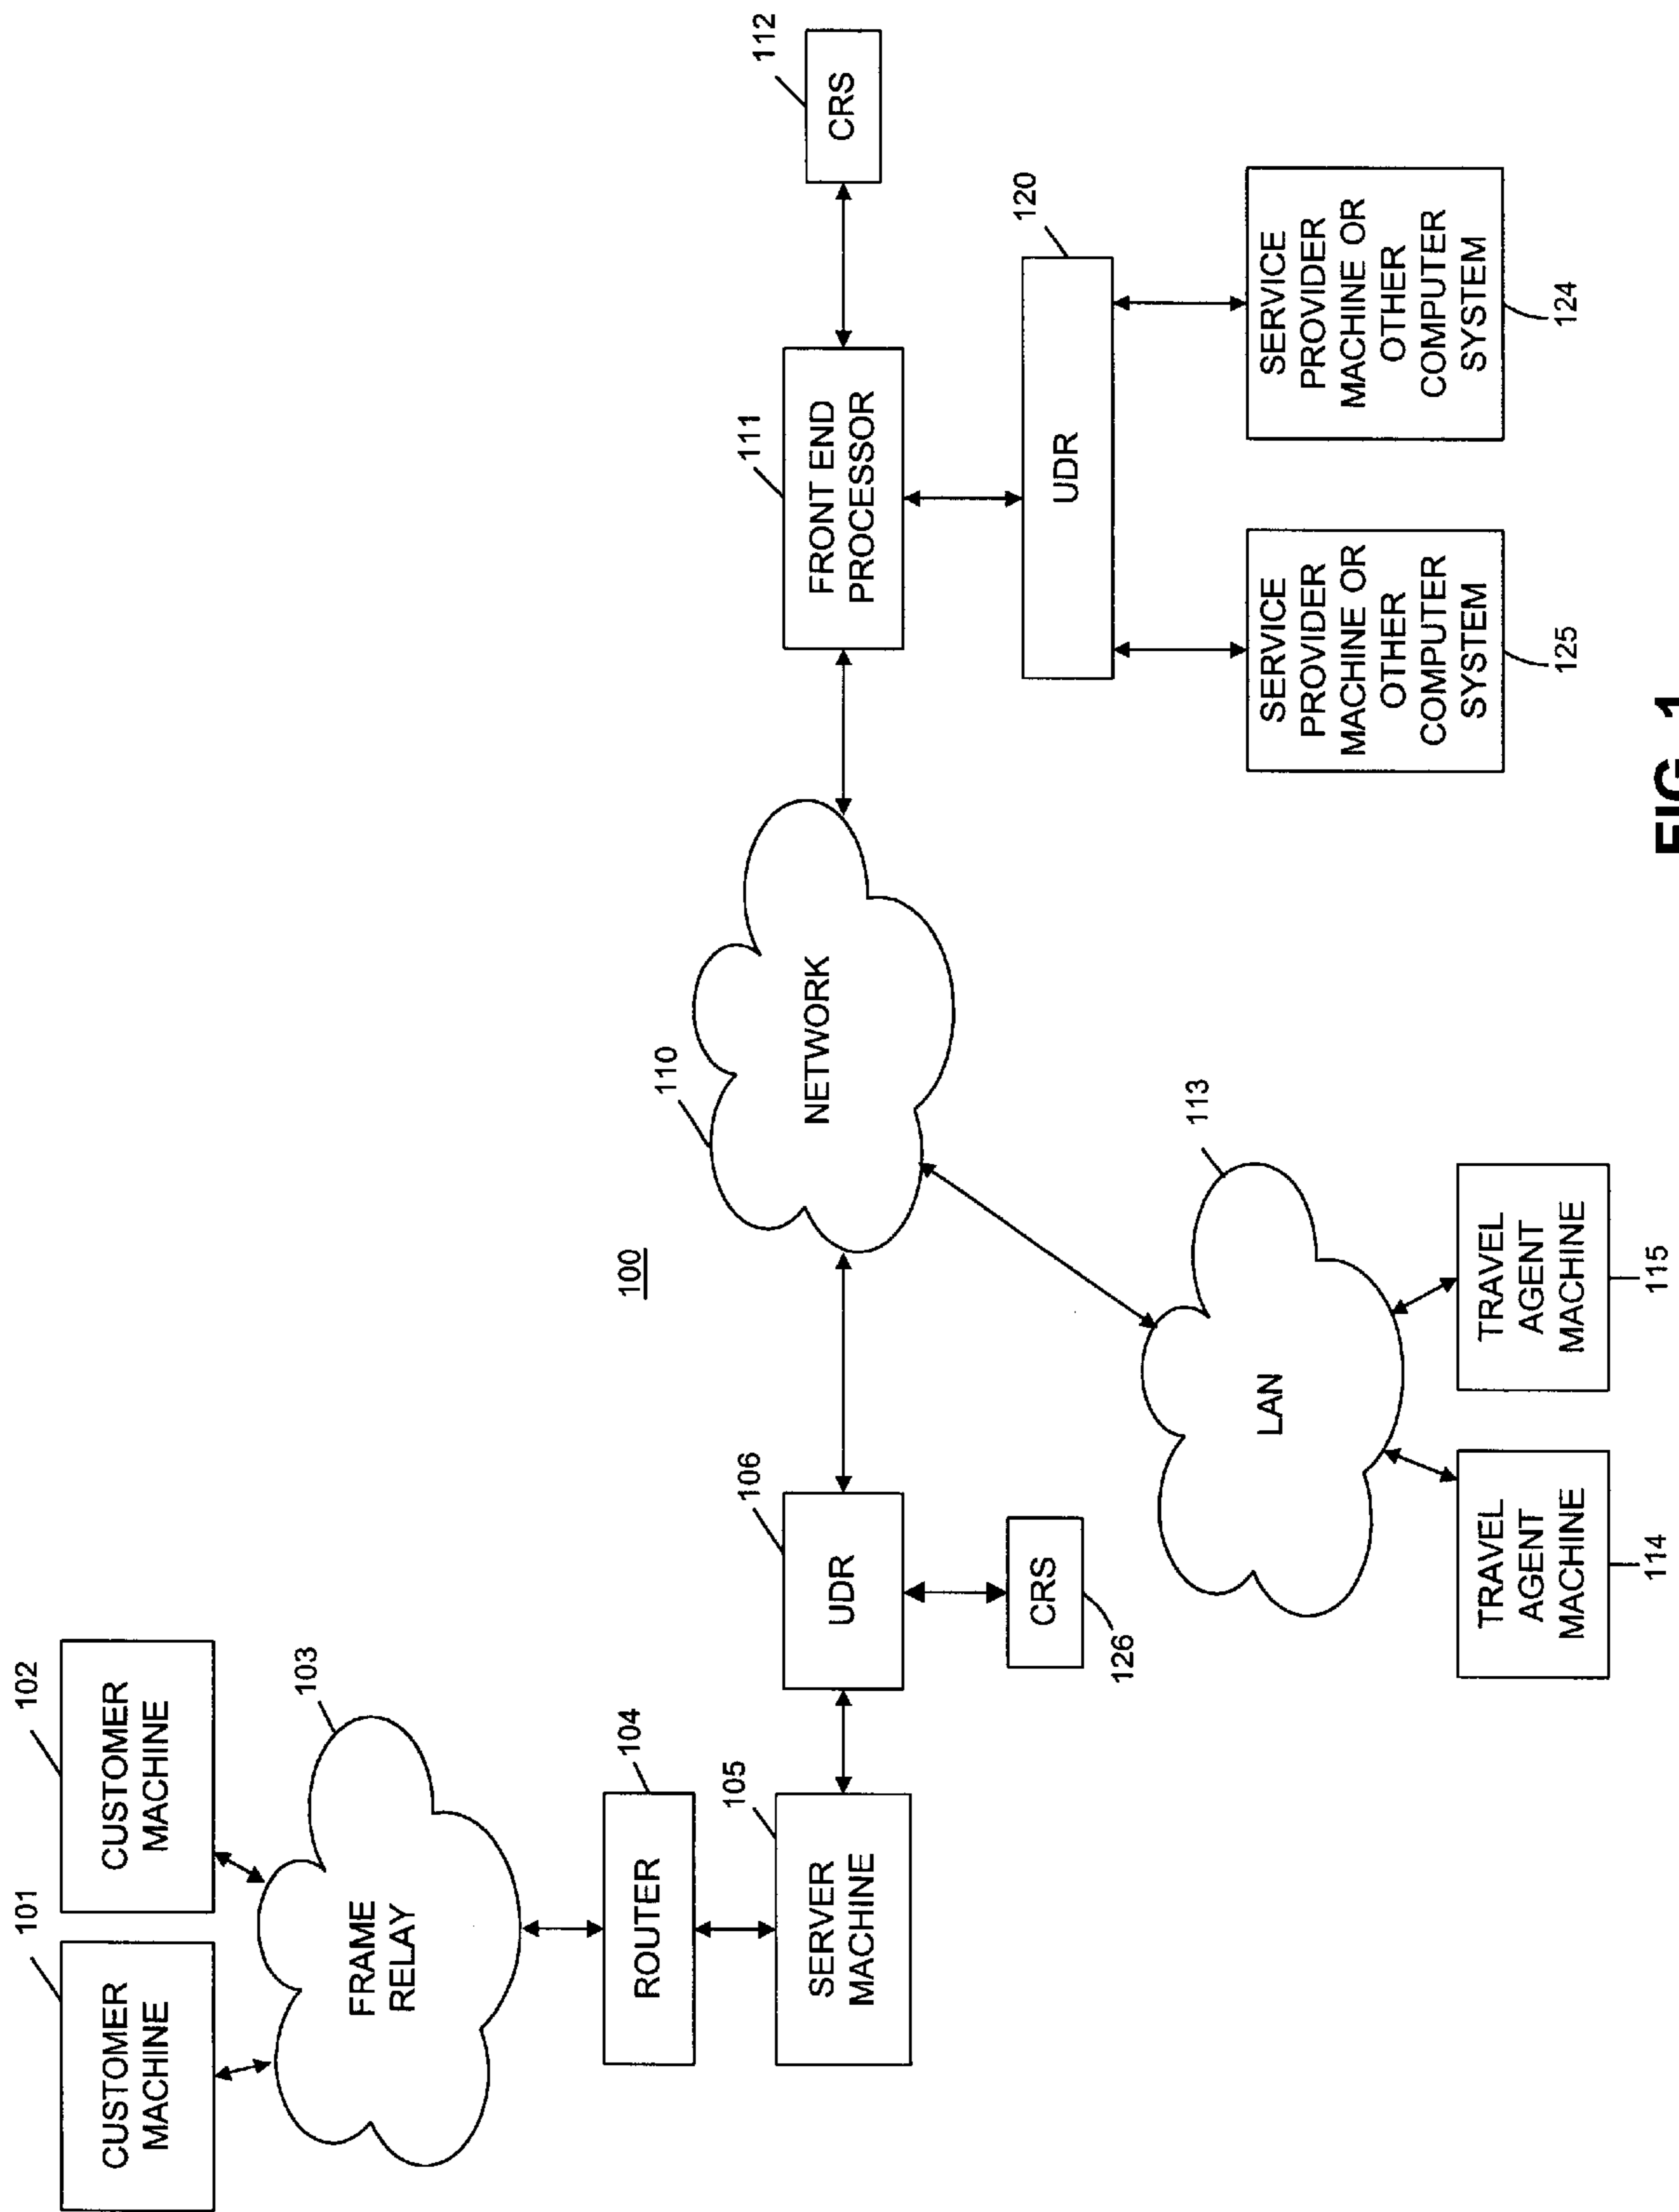 101
CUSTOMER
MACHINE
102
CUSTOMER
MACHINE
103
FRAME
RELAY
104
ROUTER
105
SERVER
MACHINE
106
UDR
CRS
126
100
110
NETWORK
113
LAN
TRAVEL
AGENT
MACHINE
114
TRAVEL
AGENT
MACHINE
115
111
FRONT END
PROCESSOR
112
CRS
120
UDR
SERVICE
PROVIDER
MACHINE OR
OTHER
COMPUTER
SYSTEM
125
SERVICE
PROVIDER
MACHINE OR
OTHER
COMPUTER
SYSTEM
124
FIG. 1